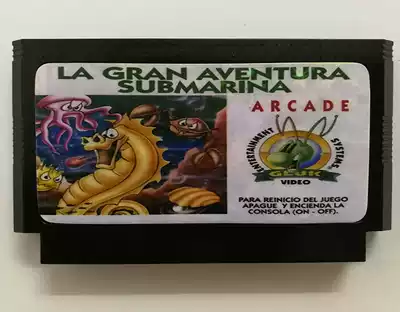 LA GRAN AVENTURA
SUBMARINA
ARCADE
ENTERTAINMENT
SYSTEMS
GLUK
VIDEO
PARA REINICIO DEL JUEGO
APAGUE Y ENCIENDA LA
CONSOLA (ON - OFF).